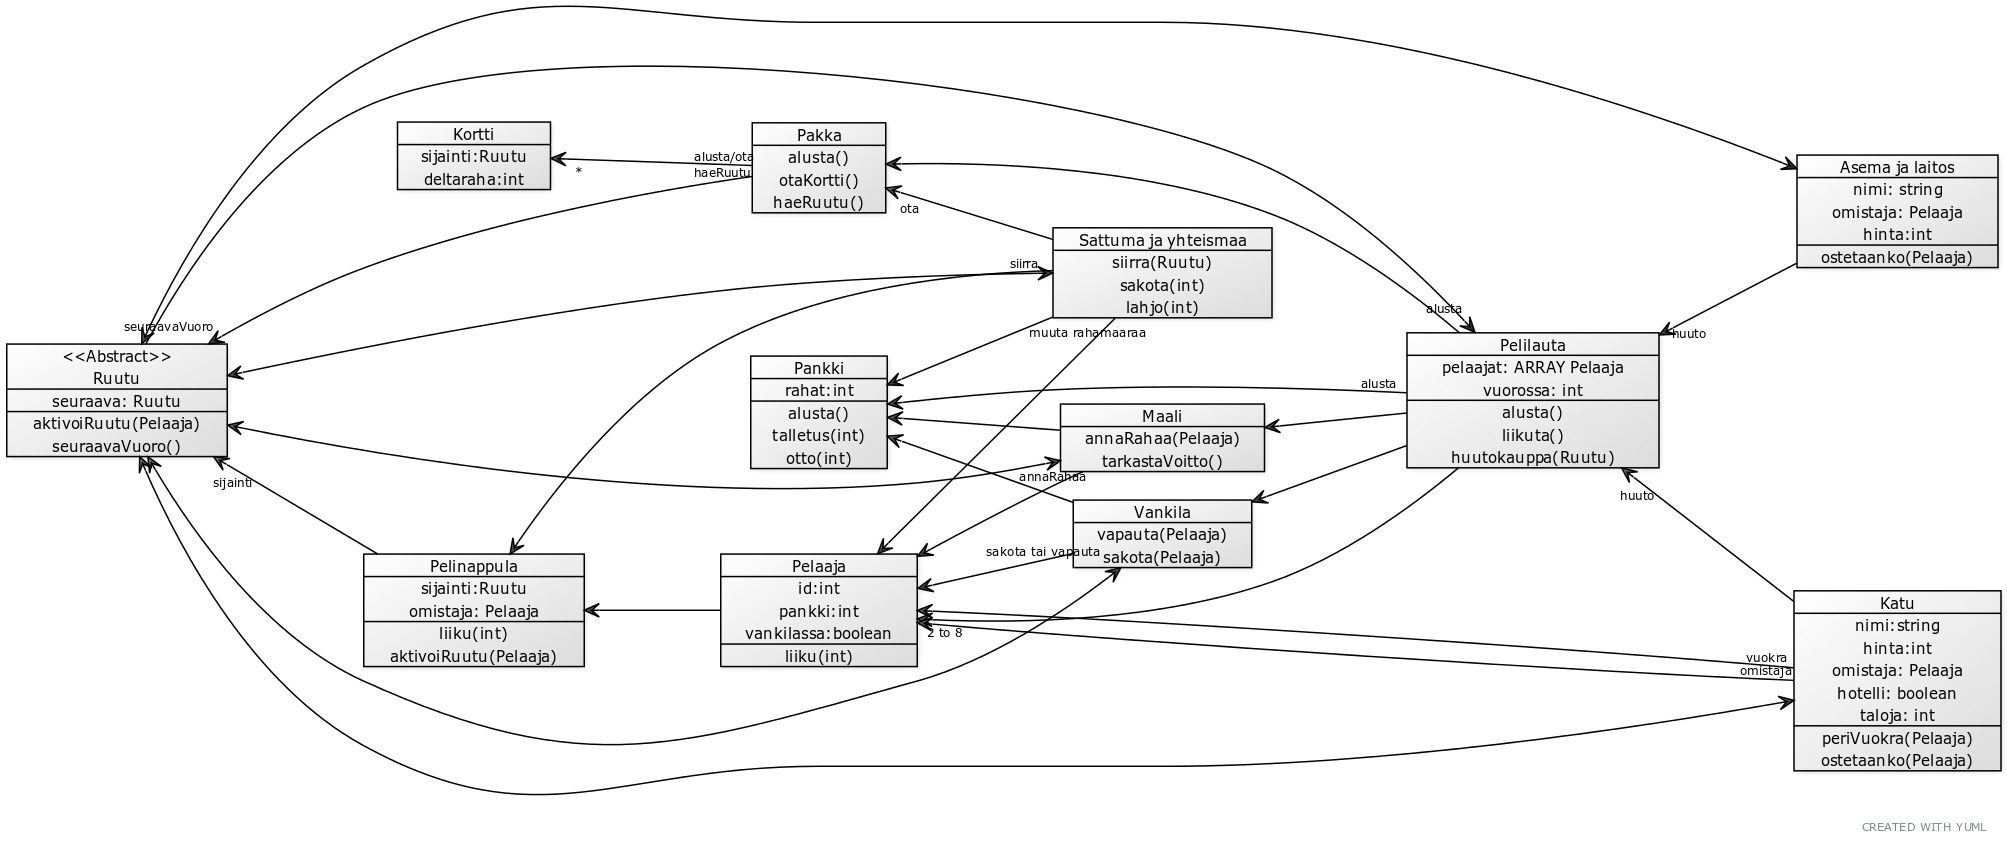 Kortti
sijainti:Ruutu
deltaraha:int
*
alusta/ota
haeRuutu
Pakka
alusta()
otaKortti()
haeRuutu()
ota
Asema ja laitos
nimi: string
omistaja: Pelaaja
hinta:int
ostetaanko(Pelaaja)
huuto
Sattuma ja yhteismaa
siirra(Ruutu)
sakota(int)
lahjo(int)
siirra
muuta rahamaaraa
seuraavaVuoro
<<Abstract>>
Ruutu
seuraava: Ruutu
aktivoiRuutu(Pelaaja)
seuraavaVuoro()
sijainti
Pankki
rahat:int
alusta()
talletus(int)
otto(int)
alusta
alusta
Pelilauta
pelaajat: ARRAY Pelaaja
vuorossa: int
alusta()
liikuta()
huutokauppa(Ruutu)
huuto
Maali
annaRahaa(Pelaaja)
tarkastaVoitto()
annaRahaa
Vankila
vapauta(Pelaaja)
sakota(Pelaaja)
sakota tai vapauta
Pelinappula
sijainti:Ruutu
omistaja: Pelaaja
liiku(int)
aktivoiRuutu(Pelaaja)
Pelaaja
id:int
pankki:int
vankilassa:boolean
liiku(int)
2 to 8
vuokra
omistaja
Katu
nimi:string
hinta:int
omistaja: Pelaaja
hotelli: boolean
taloja: int
periVuokra(Pelaaja)
ostetaanko(Pelaaja)
CREATED WITH YUML